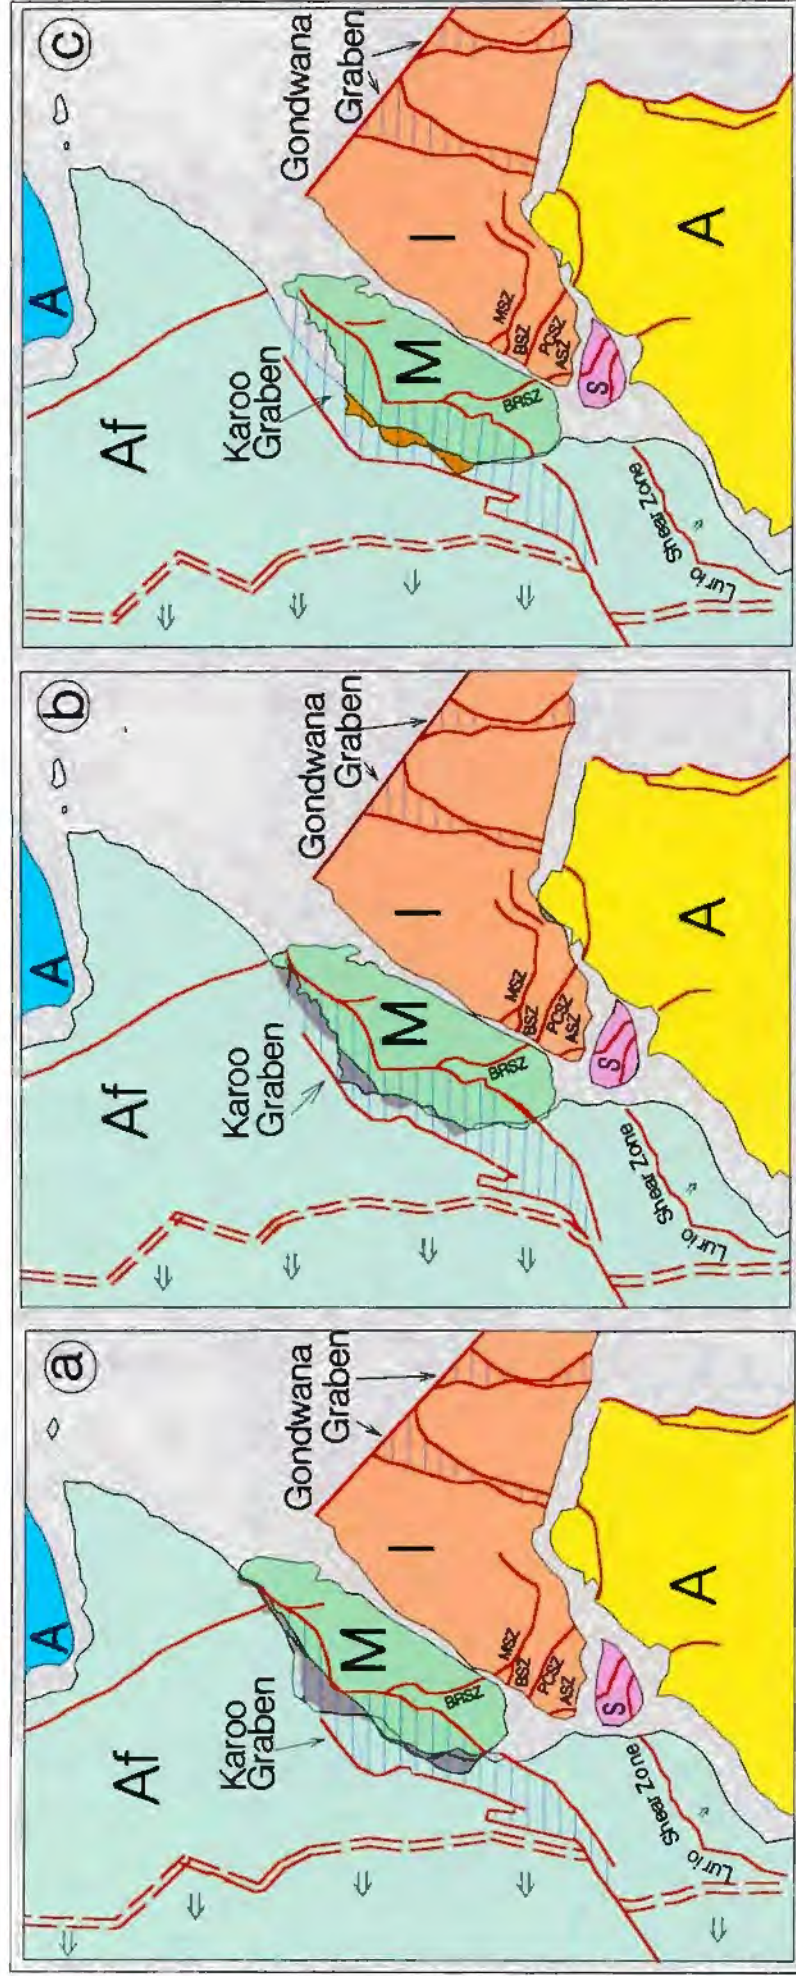 a
A
Af
Karoo
Graben
Gondwana
Graben
M
I
BRSZ
MSZ
BSZ
PCSZ
ASZ
S
A
Lurio Shear Zone
b
A
Af
Karoo
Graben
Gondwana
Graben
M
I
BRSZ
MSZ
BSZ
PCSZ
ASZ
S
A
Lurio Shear Zone
c
A
Af
Karoo
Graben
Gondwana
Graben
M
I
BRSZ
MSZ
BSZ
PCSZ
ASZ
S
A
Lurio Shear Zone